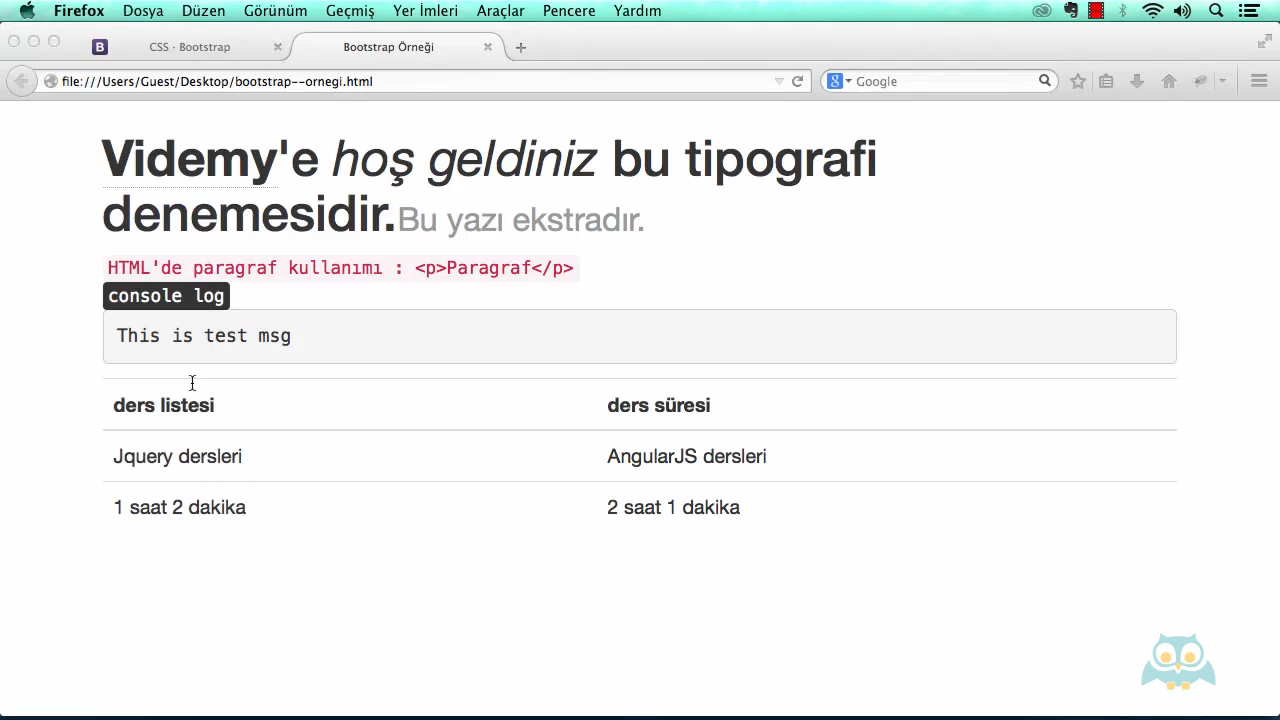 Firefox Dosya Düzen Görünüm Geçmiş Yer İmleri Araçlar Pencere Yardım
B CSS · Bootstrap × Bootstrap Örneği × +
file:///Users/Guest/Desktop/bootstrap--ornegi.html Google
Videmy'e hoş geldiniz bu tipografi
denemesidir.Bu yazı ekstradır.
HTML'de paragraf kullanımı : <p>Paragraf</p>
console log
This is test msg
ders listesi ders süresi
Jquery dersleri AngularJS dersleri
1 saat 2 dakika 2 saat 1 dakika